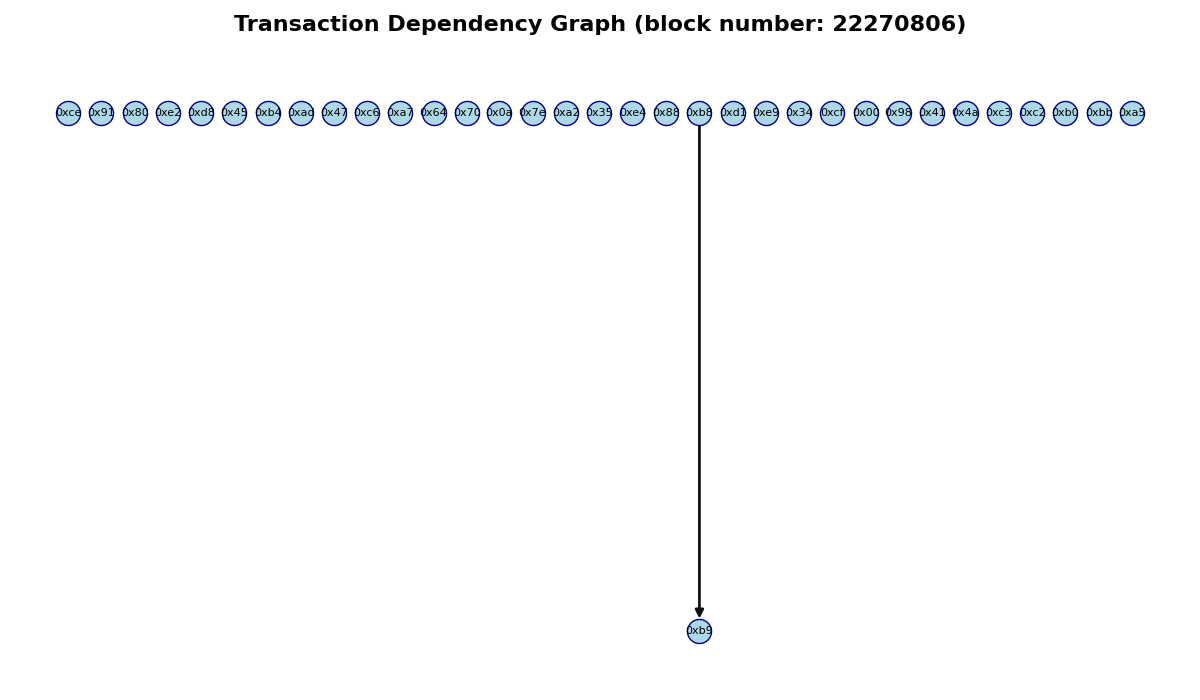 Transaction Dependency Graph (block number: 22270806)
0xce 0x91 0x80 0xe2 0xd8 0x45 0xb4 0xad 0x47 0xc6 0xa7 0x64 0x70 0x0a 0x7e 0xa2 0x35 0xe4 0x88 0xb8 0xd1 0xe9 0x34 0xcf 0x00 0x98 0x41 0x4a 0xc3 0xc2 0xb0 0xbb 0xa5
0xb9